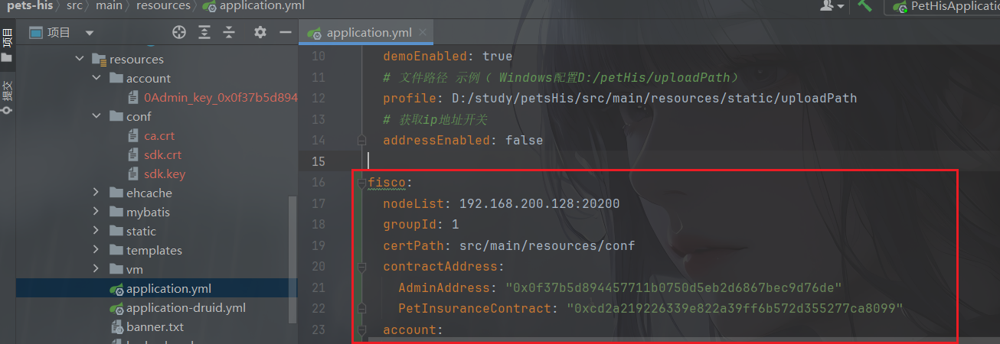 pets-his › src › main › resources › application.yml
PetHisApplication
项目
提交
项目
application.yml
resources
account
0Admin_key_0x0f37b5d894
conf
ca.crt
sdk.crt
sdk.key
ehcache
mybatis
static
templates
vm
application.yml
application-druid.yml
banner.txt
10 demoEnabled: true
11 # 文件路径 示例（ Windows配置D:/petHis/uploadPath）
12 profile: D:/study/petsHis/src/main/resources/static/uploadPath
13 # 获取ip地址开关
14 addressEnabled: false
15
16 fisco:
17 nodeList: 192.168.200.128:20200
18 groupId: 1
19 certPath: src/main/resources/conf
20 contractAddress:
21 AdminAddress: "0x0f37b5d894457711b0750d5eb2d6867bec9d76de"
22 PetInsuranceContract: "0xcd2a219226339e822a39ff6b572d355277ca8099"
23 account: